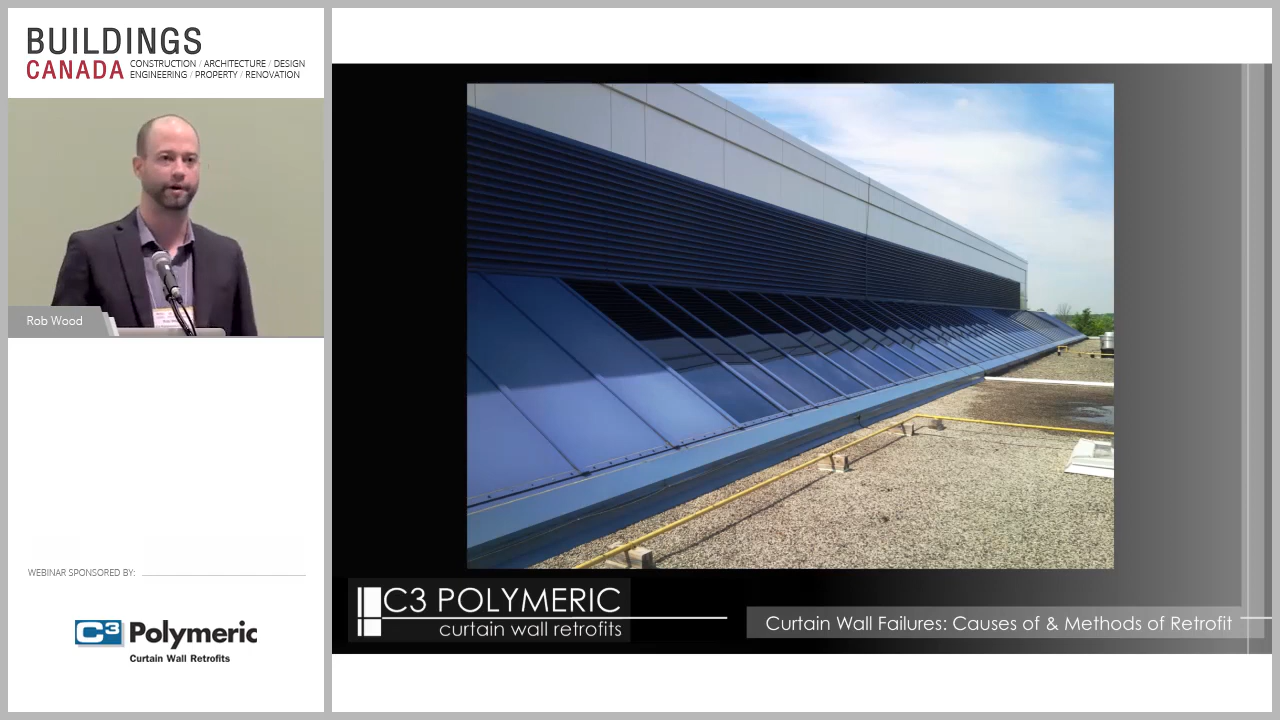 BUILDINGS
CANADA
CONSTRUCTION / ARCHITECTURE / DESIGN
ENGINEERING / PROPERTY / RENOVATION
Rob Wood
WEBINAR SPONSORED BY:
C3 Polymeric
Curtain Wall Retrofits
C3 POLYMERIC
curtain wall retrofits
Curtain Wall Failures: Causes of & Methods of Retrofit